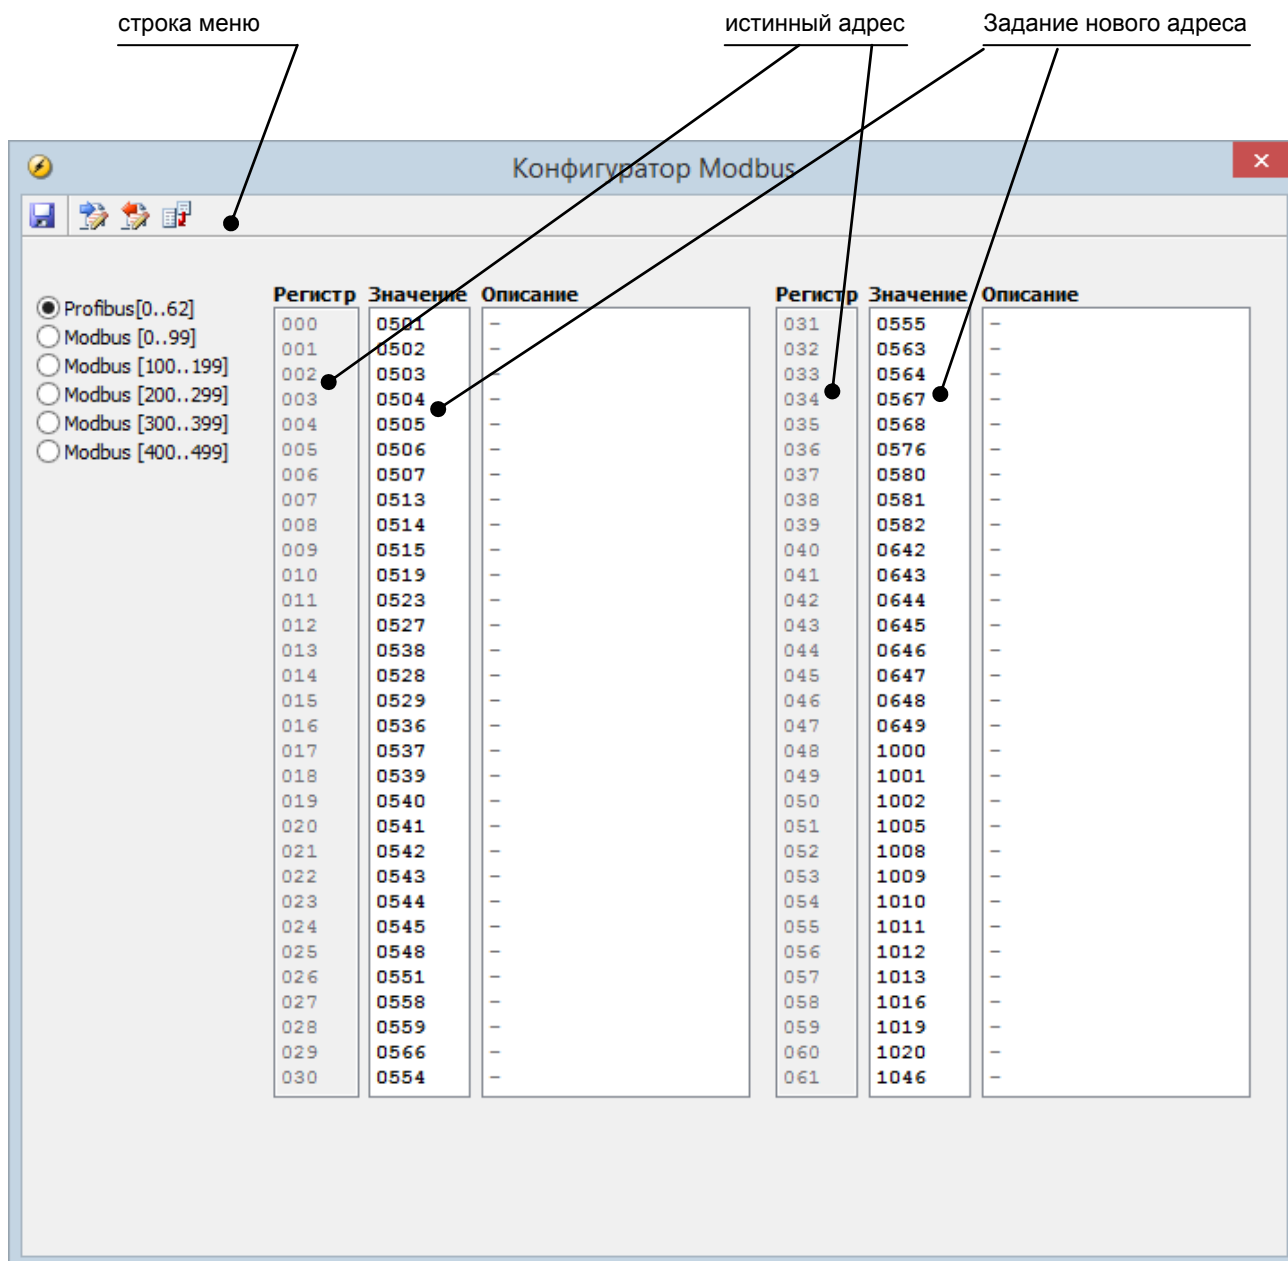 строка меню истинный адрес Задание нового адреса
Конфигуратор Modbus
Регистр Значение Описание Регистр Значение Описание
Profibus[0..62]
Modbus [0..99]
Modbus [100..199]
Modbus [200..299]
Modbus [300..399]
Modbus [400..499]
000 0501 - 031 0555 -
001 0502 - 032 0563 -
002 0503 - 033 0564 -
003 0504 - 034 0567 -
004 0505 - 035 0568 -
005 0506 - 036 0576 -
006 0507 - 037 0580 -
007 0513 - 038 0581 -
008 0514 - 039 0582 -
009 0515 - 040 0642 -
010 0519 - 041 0643 -
011 0523 - 042 0644 -
012 0527 - 043 0645 -
013 0538 - 044 0646 -
014 0528 - 045 0647 -
015 0529 - 046 0648 -
016 0536 - 047 0649 -
017 0537 - 048 1000 -
018 0539 - 049 1001 -
019 0540 - 050 1002 -
020 0541 - 051 1005 -
021 0542 - 052 1008 -
022 0543 - 053 1009 -
023 0544 - 054 1010 -
024 0545 - 055 1011 -
025 0548 - 056 1012 -
026 0551 - 057 1013 -
027 0558 - 058 1016 -
028 0559 - 059 1019 -
029 0566 - 060 1020 -
030 0554 - 061 1046 -